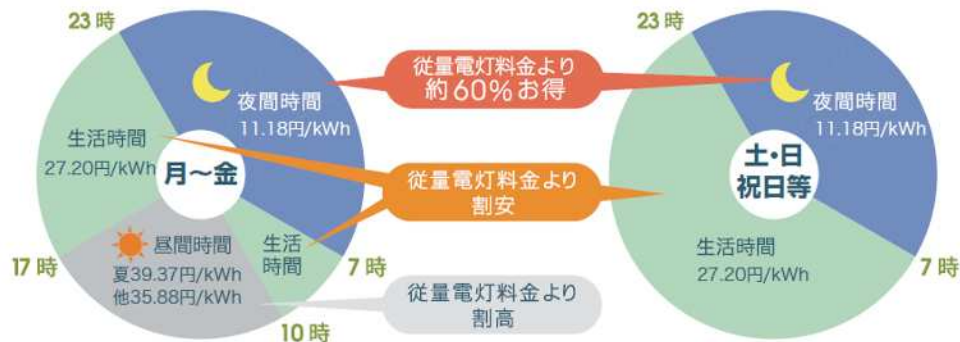 23時
夜間時間
11.18円/kWh
生活時間
27.20円/kWh
月～金
昼間時間
夏39.37円/kWh
他35.88円/kWh
生活
時間
17時
7時
10時
従量電灯料金より
約60%お得
従量電灯料金より
割安
従量電灯料金より
割高
23時
夜間時間
11.18円/kWh
土・日
祝日等
生活時間
27.20円/kWh
7時